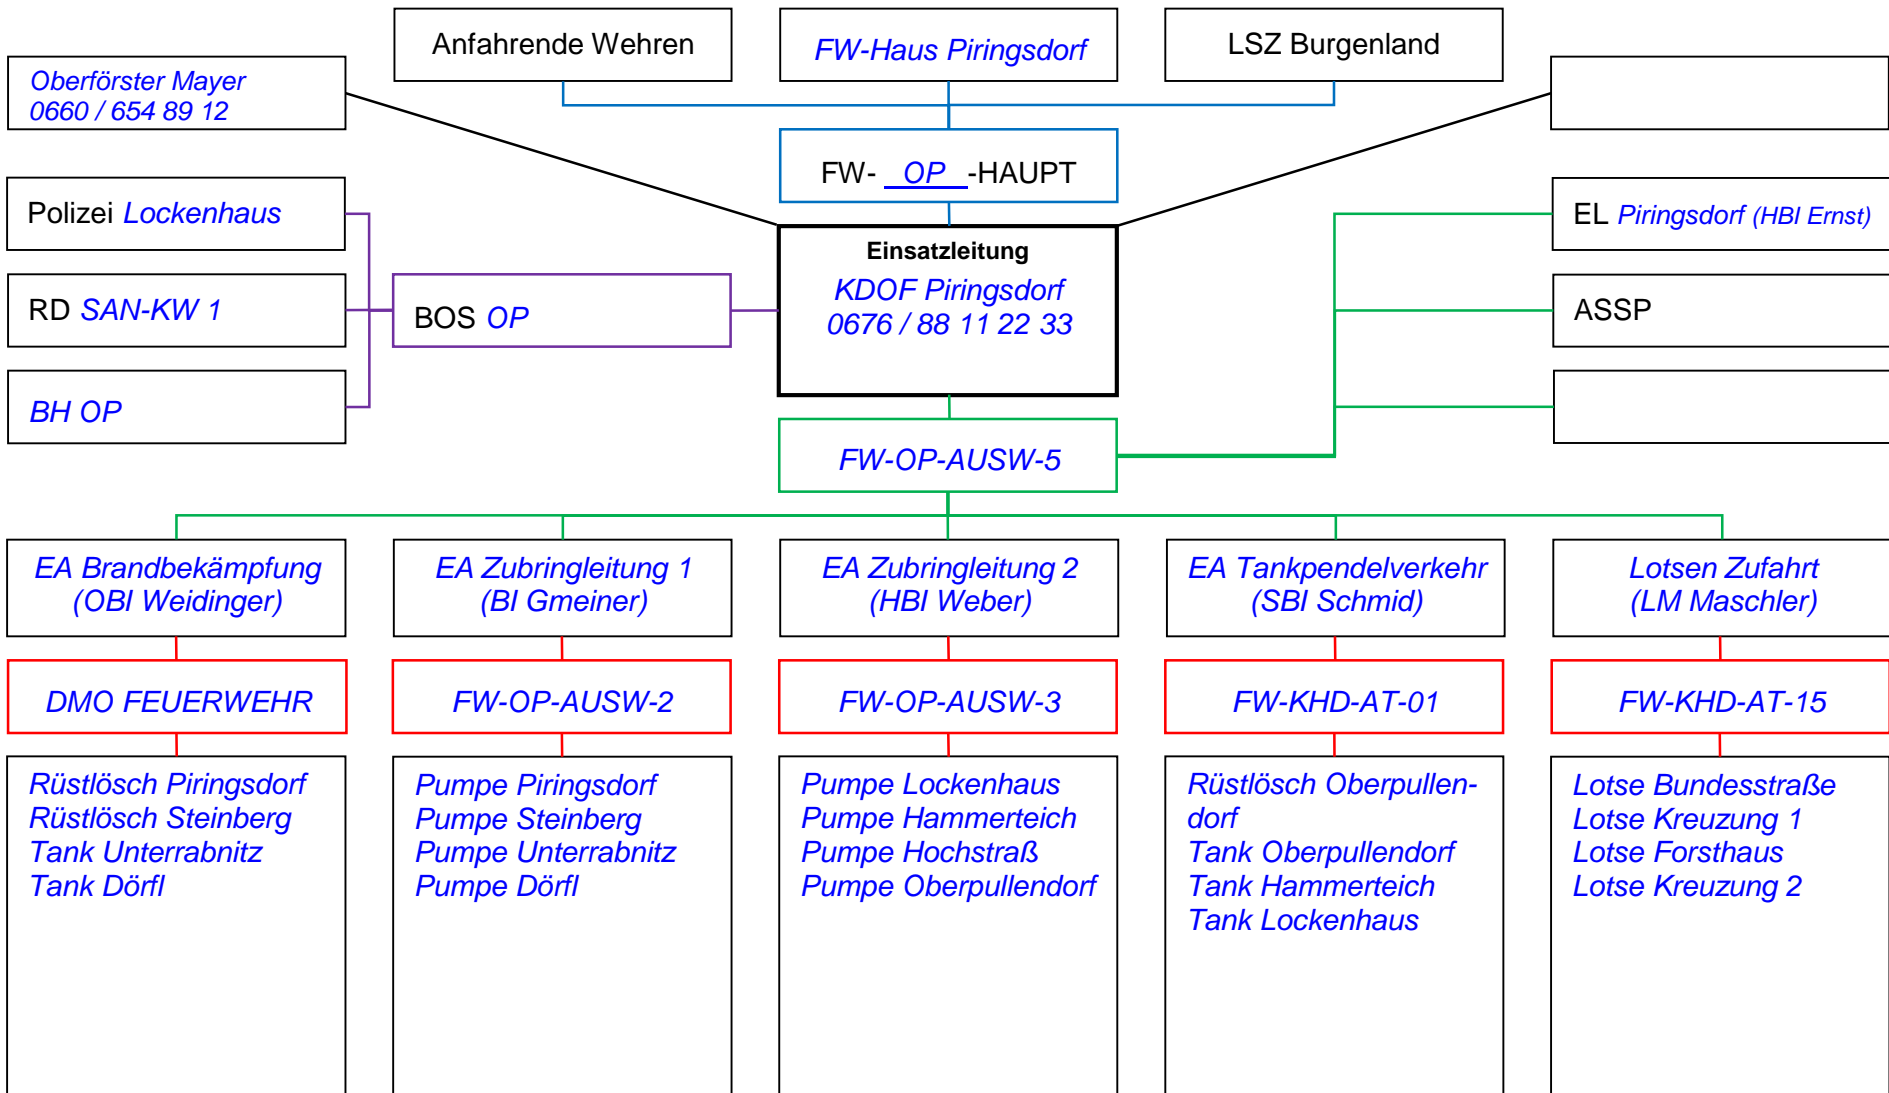 Anfahrende Wehren
FW-Haus Piringsdorf
LSZ Burgenland
Oberförster Mayer
0660 / 654 89 12
FW- OP -HAUPT
Polizei Lockenhaus
RD SAN-KW 1
BH OP
BOS OP
Einsatzleitung
KDOF Piringsdorf
0676 / 88 11 22 33
EL Piringsdorf (HBI Ernst)
ASSP
FW-OP-AUSW-5
EA Brandbekämpfung
(OBI Weidinger)
DMO FEUERWEHR
Rüstlösch Piringsdorf
Rüstlösch Steinberg
Tank Unterrabnitz
Tank Dörfl
EA Zubringleitung 1
(BI Gmeiner)
FW-OP-AUSW-2
Pumpe Piringsdorf
Pumpe Steinberg
Pumpe Unterrabnitz
Pumpe Dörfl
EA Zubringleitung 2
(HBI Weber)
FW-OP-AUSW-3
Pumpe Lockenhaus
Pumpe Hammerteich
Pumpe Hochstraß
Pumpe Oberpullendorf
EA Tankpendelverkehr
(SBI Schmid)
FW-KHD-AT-01
Rüstlösch Oberpullen-
dorf
Tank Oberpullendorf
Tank Hammerteich
Tank Lockenhaus
Lotsen Zufahrt
(LM Maschler)
FW-KHD-AT-15
Lotse Bundesstraße
Lotse Kreuzung 1
Lotse Forsthaus
Lotse Kreuzung 2